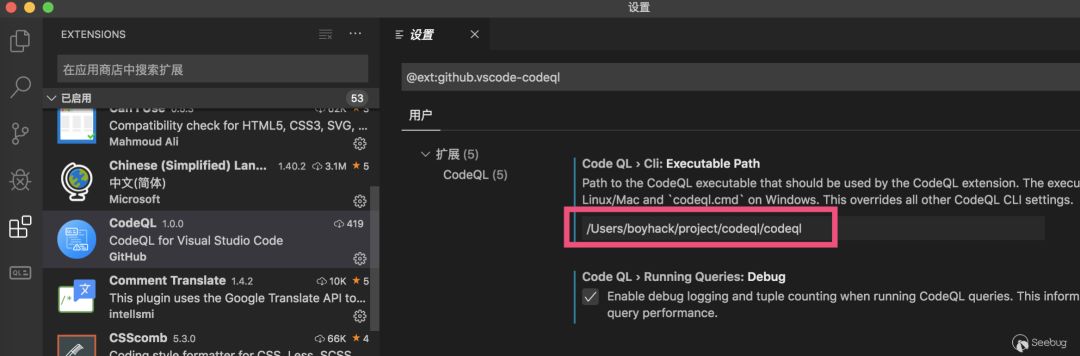 设置
EXTENSIONS
在应用商店中搜索扩展
已启用
53
Can I Use
Compatibility check for HTML5, CSS3, SVG, ...
Mahmoud Ali
Chinese (Simplified) Lan... 1.40.2 3.1M 5
中文(简体)
Microsoft
CodeQL 1.0.0 419
CodeQL for Visual Studio Code
GitHub
Comment Translate 1.4.2 10K 5
This plugin uses the Google Translate API to...
intellsmi
CSScomb 5.3.0 66K 4
Coding style formatter for CSS, Less, SCSS
设置
@ext:github.vscode-codeql
用户
扩展 (5)
CodeQL (5)
Code QL › Cli: Executable Path
Path to the CodeQL executable that should be used by the CodeQL extension. The execu
Linux/Mac and `codeql.cmd` on Windows. This overrides all other CodeQL CLI settings.
/Users/boyhack/project/codeql/codeql
Code QL › Running Queries: Debug
Enable debug logging and tuple counting when running CodeQL queries. This inform
query performance.
QL
Seebug